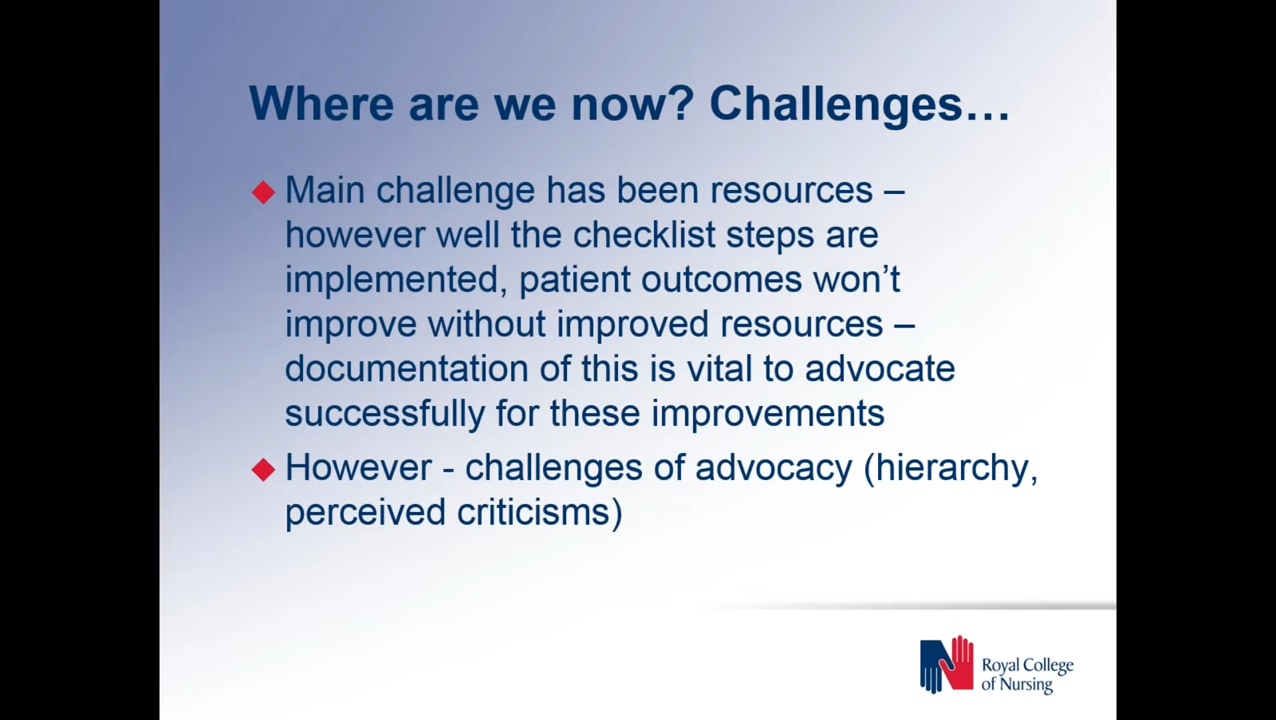 Where are we now? Challenges…
Main challenge has been resources –
however well the checklist steps are
implemented, patient outcomes won’t
improve without improved resources –
documentation of this is vital to advocate
successfully for these improvements
However - challenges of advocacy (hierarchy,
perceived criticisms)
Royal College
of Nursing